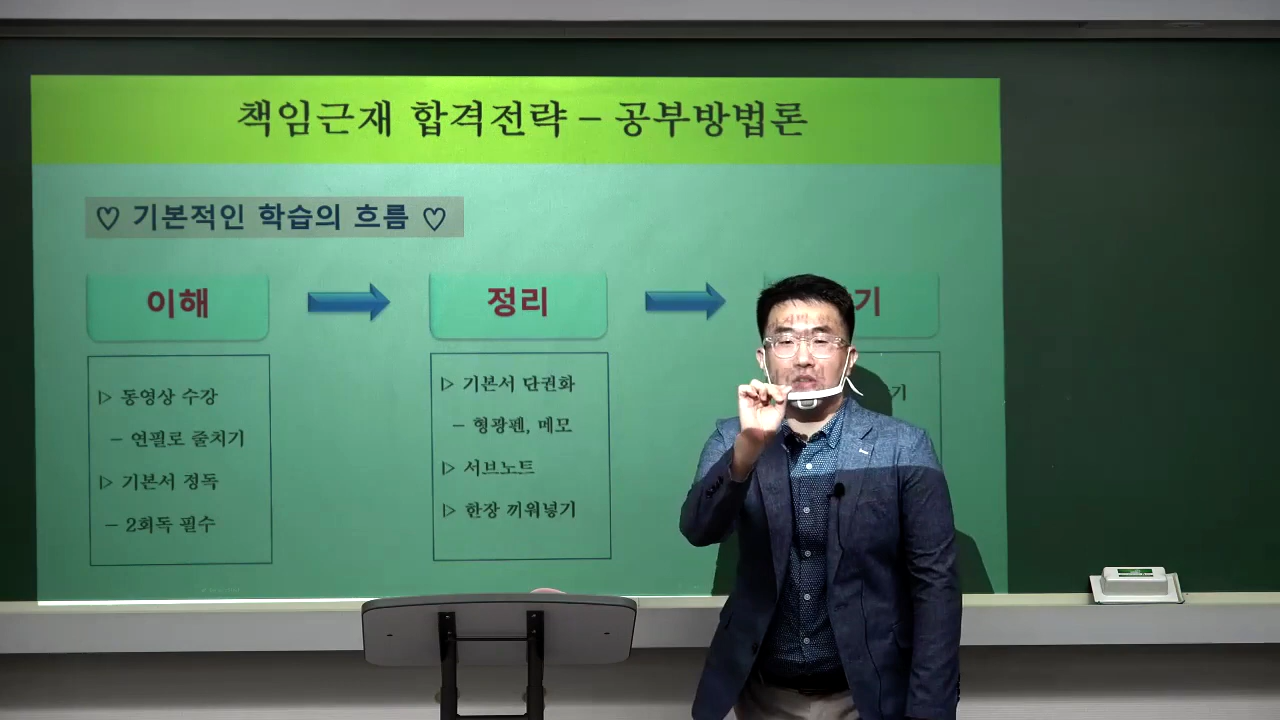 책임근재 합격전략 – 공부방법론
♡ 기본적인 학습의 흐름 ♡
이해
정리
기
▷ 동영상 수강
– 연필로 줄치기
▷ 기본서 정독
– 2회독 필수
▷ 기본서 단권화
– 형광펜, 메모
▷ 서브노트
▷ 한장 끼워넣기
기